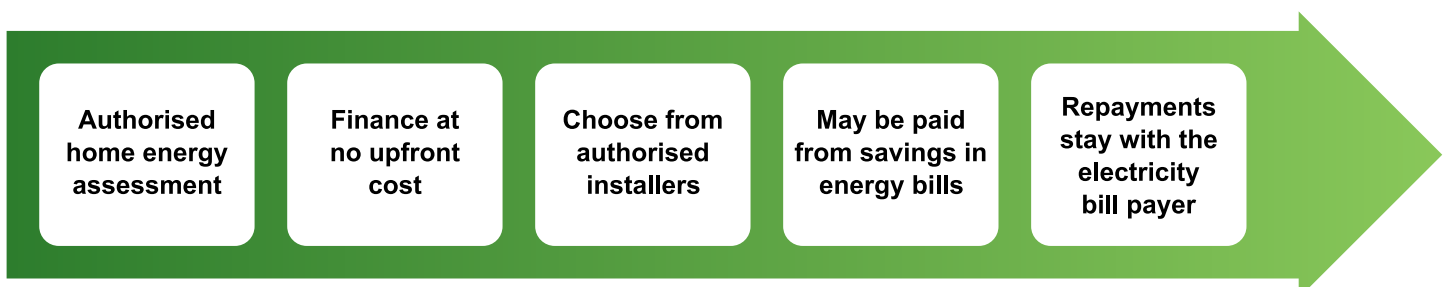 Authorised
home energy
assessment
Finance at
no upfront
cost
Choose from
authorised
installers
May be paid
from savings in
energy bills
Repayments
stay with the
electricity
bill payer